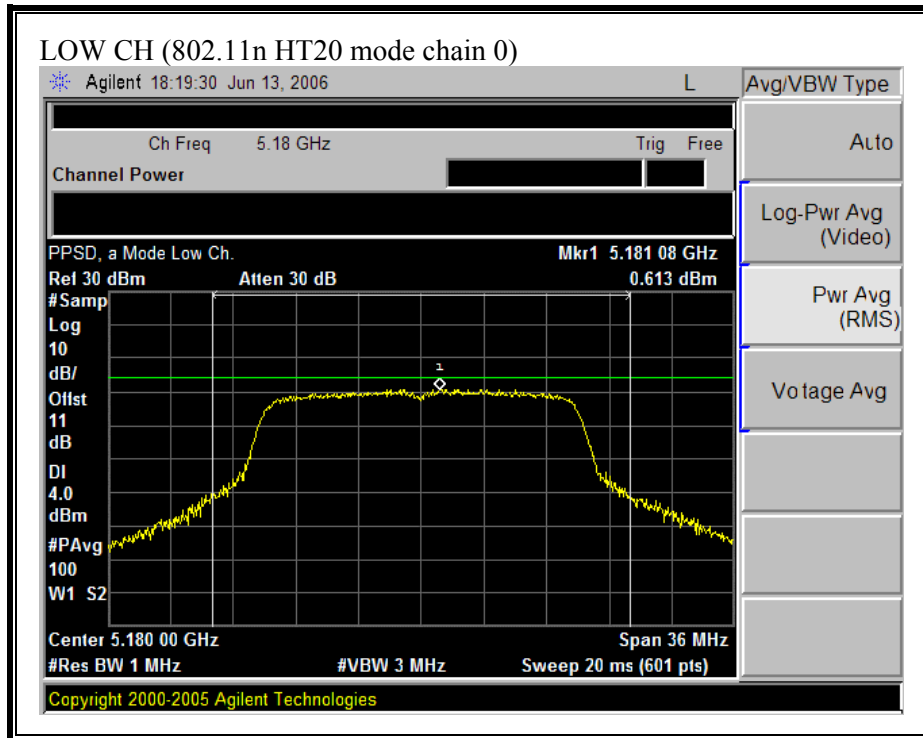 LOW CH (802.11n HT20 mode chain 0)
Agilent 18:19:30 Jun 13, 2006 L
Avg/VBW Type
Ch Freq 5.18 GHz Trig Free
Channel Power
Auto
Log-Pwr Avg
(Video)
PPSD, a Mode Low Ch. Mkr1 5.181 08 GHz
Ref 30 dBm Atten 30 dB 0.613 dBm
Pwr Avg
(RMS)
#Samp
Log
10
dB/
1
Offst
11
dB
Votage Avg
DI
4.0
dBm
#PAvg
100
W1 S2
Center 5.180 00 GHz Span 36 MHz
#Res BW 1 MHz #VBW 3 MHz Sweep 20 ms (601 pts)
Copyright 2000-2005 Agilent Technologies